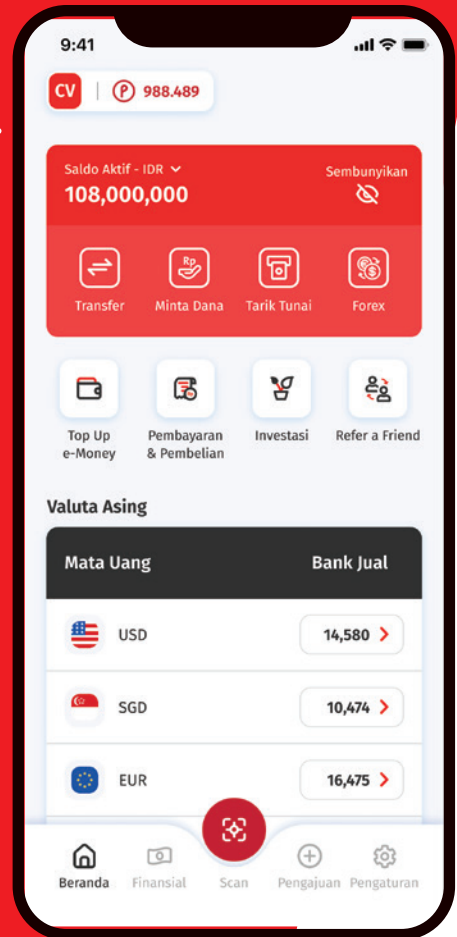 9:41
CV | 988.489
Saldo Aktif - IDR
Sembunyikan
108,000,000
Rp
Transfer Minta Dana Tarik Tunai Forex
Top Up
e-Money
Pembayaran
& Pembelian
Investasi
Refer a Friend
Valuta Asing
Mata Uang Bank Jual
USD 14,580
SGD 10,474
EUR 16,475
Beranda Finansial Scan Pengajuan Pengaturan